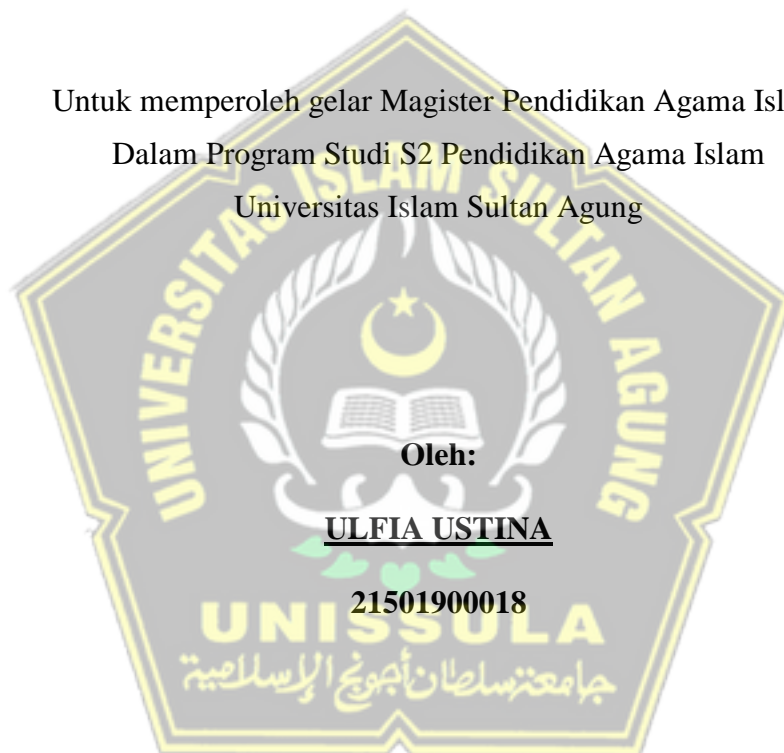 Untuk memperoleh gelar Magister Pendidikan Agama Isl
Dalam Program Studi S2 Pendidikan Agama Islam
Universitas Islam Sultan Agung
UNIVERSITAS ISLAM SULTAN AGUNG
Oleh:
ULFIA USTINA
21501900018
UNISSULA
جامعة سلطان أجونج الإسلامية